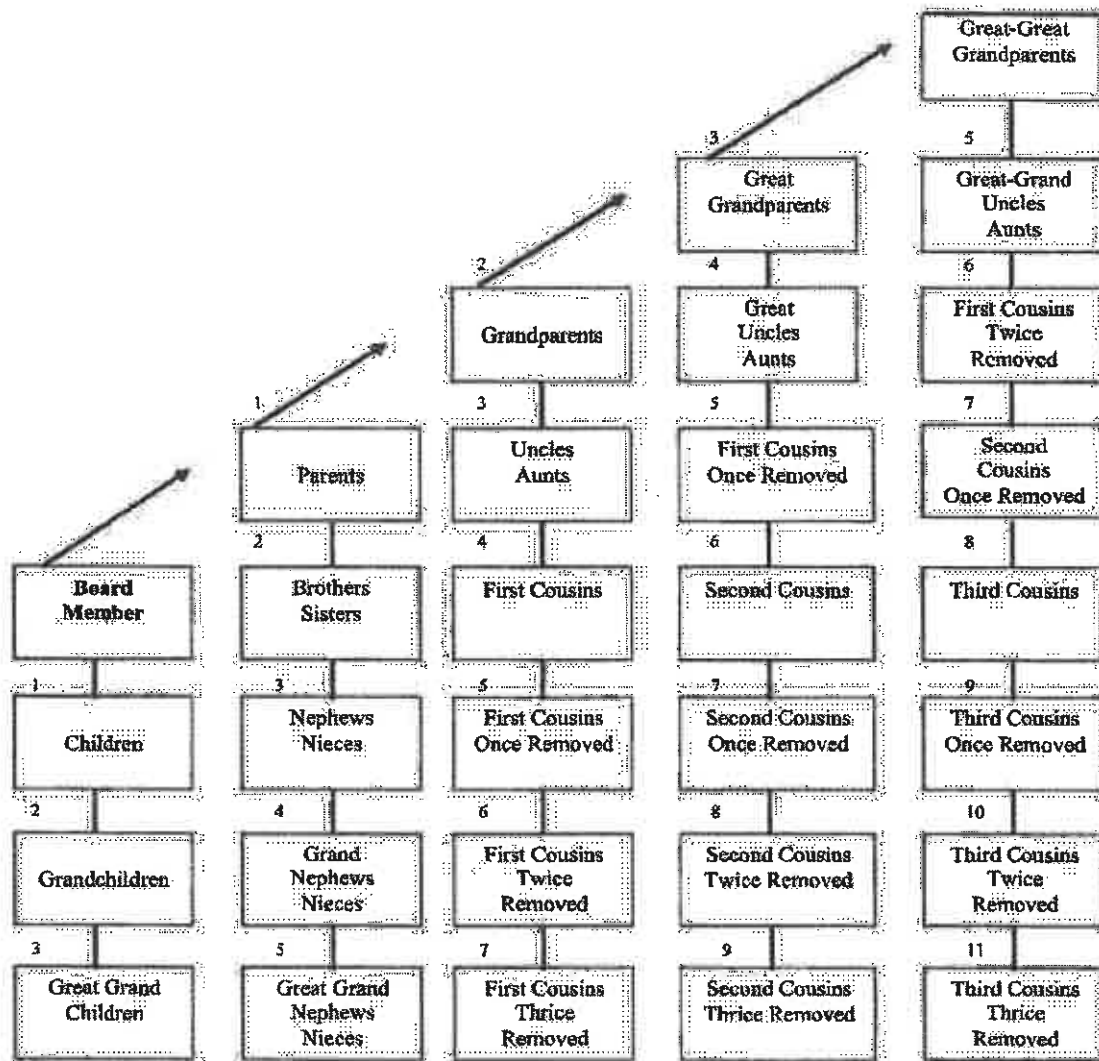 Board
Member
1
Children
2
Grandchildren
3
Great Grand
Children
1
Parents
2
Brothers
Sisters
3
Nephews
Nieces
4
Grand
Nephews
Nieces
5
Great Grand
Nephews
Nieces
2
Grandparents
3
Uncles
Aunts
4
First Cousins
5
First Cousins
Once Removed
6
First Cousins
Twice
Removed
7
First Cousins
Thrice
Removed
3
Great
Grandparents
4
Great
Uncles
Aunts
5
First Cousins
Once Removed
6
Second Cousins
7
Second Cousins
Once Removed
8
Second Cousins
Twice Removed
9
Second Cousins
Thrice Removed
Great-Great
Grandparents
5
Great-Grand
Uncles
Aunts
6
First Cousins
Twice
Removed
7
Second
Cousins
Once Removed
8
Third Cousins
9
Third Cousins
Once Removed
10
Third Cousins
Twice
Removed
11
Third Cousins
Thrice
Removed